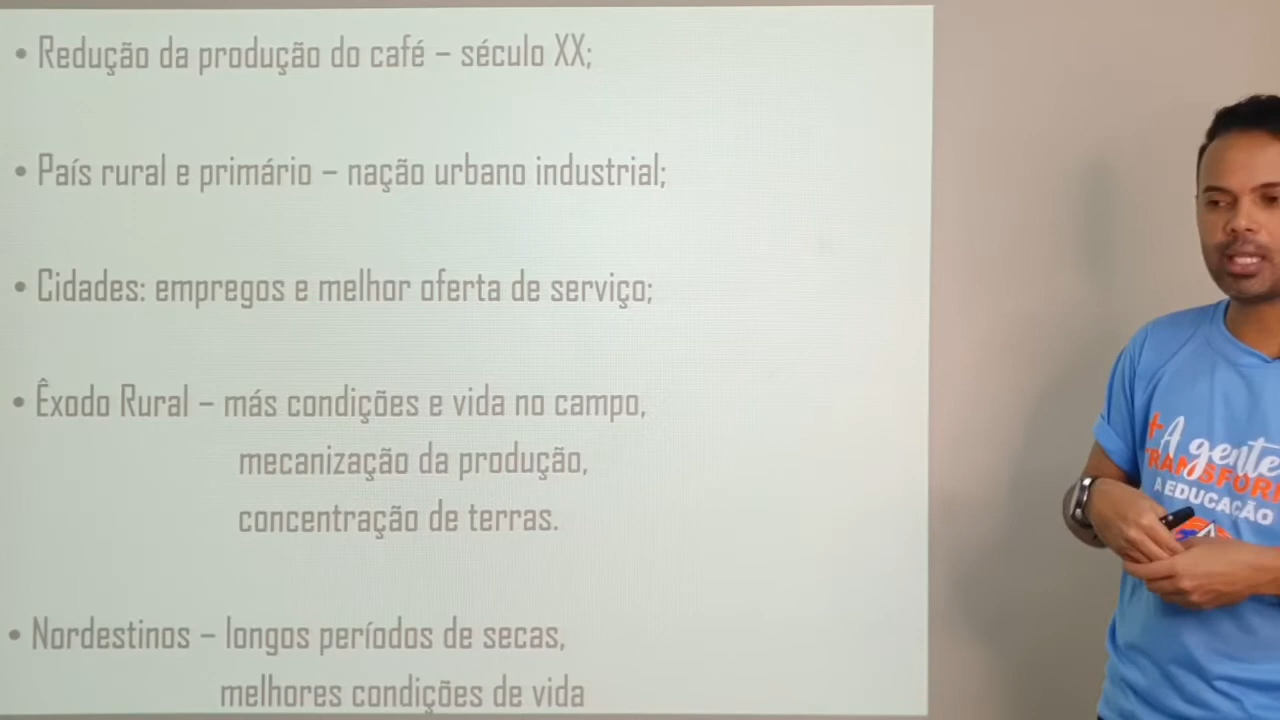 • Redução da produção do café – século XX;
• País rural e primário – nação urbano industrial;
• Cidades: empregos e melhor oferta de serviço;
• Êxodo Rural – más condições e vida no campo,
mecanização da produção,
concentração de terras.
• Nordestinos – longos períodos de secas,
melhores condições de vida
+
A gente
A EDUCAÇÃO